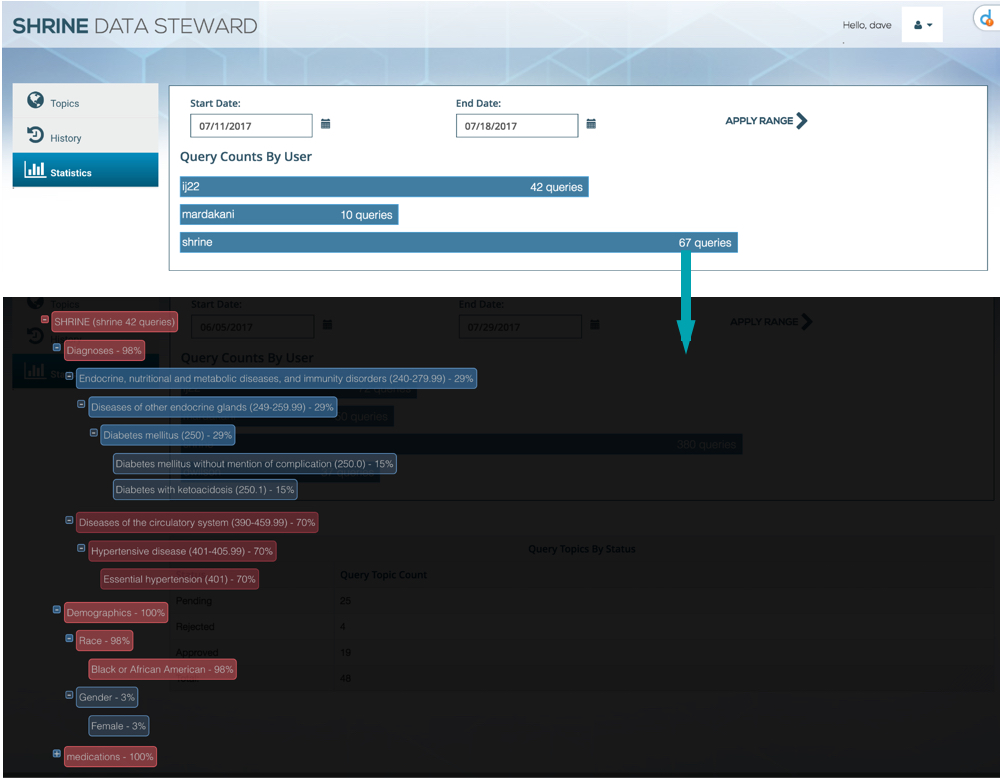 SHRINE DATA STEWARD
Hello, dave
Topics
History
Statistics
Start Date:
End Date:
07/11/2017
07/18/2017
APPLY RANGE
Query Counts By User
ij22
42 queries
mardakani
10 queries
shrine
67 queries
Topics
Start Date:
End Date:
06/05/2017
07/29/2017
APPLY RANGE
Query Counts By User
SHRINE (shrine 42 queries)
Diagnoses - 98%
Endocrine, nutritional and metabolic diseases, and immunity disorders (240-279.99) - 29%
Diseases of other endocrine glands (249-259.99) - 29%
queries
Diabetes mellitus (250) - 29%
380 queries
Diabetes mellitus without mention of complication (250.0) - 15%
Diabetes with ketoacidosis (250.1) - 15%
Diseases of the circulatory system (390-459.99) - 70%
Hypertensive disease (401-405.99) - 70%
Query Topics By Status
Essential hypertension (401) - 70%
Query Topic Count
Pending
25
Demographics - 100%
Rejected
4
Race - 98%
Approved
19
Black or African American - 98%
48
Gender - 3%
Female - 3%
medications - 100%